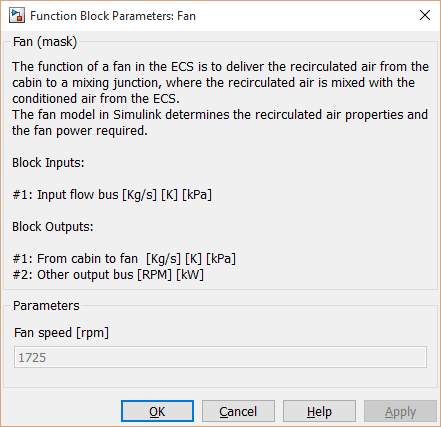 Function Block Parameters: Fan
Fan (mask)
The function of a fan in the ECS is to deliver the recirculated air from the
cabin to a mixing junction, where the recirculated air is mixed with the
conditioned air from the ECS.
The fan model in Simulink determines the recirculated air properties and
the fan power required.
Block Inputs:
#1: Input flow bus [Kg/s] [K] [kPa]
Block Outputs:
#1: From cabin to fan  [Kg/s] [K] [kPa]
#2: Other output bus [RPM] [kW]
Parameters
Fan speed [rpm]
1725
OK Cancel Help Apply